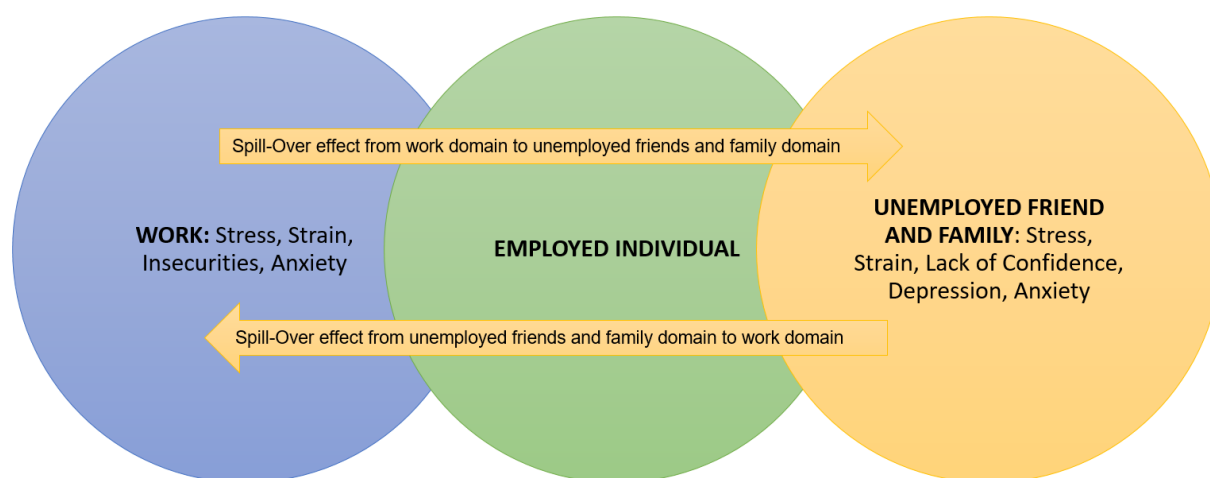 Spill-Over effect from work domain to unemployed friends and family domain
WORK: Stress, Strain,
Insecurities, Anxiety
EMPLOYED INDIVIDUAL
UNEMPLOYED FRIEND
AND FAMILY: Stress,
Strain, Lack of Confidence,
Depression, Anxiety
Spill-Over effect from unemployed friends and family domain to work domain